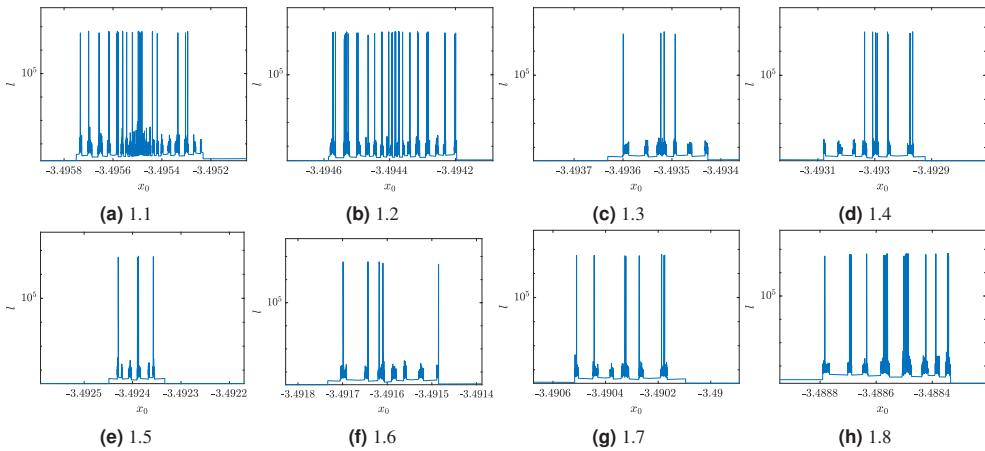 10^5
l
-3.4958 -3.4956 -3.4954 -3.4952
x_0
(a) 1.1
10^5
l
-3.4946 -3.4944 -3.4942
x_0
(b) 1.2
10^5
l
-3.4937 -3.4936 -3.4935 -3.4934
x_0
(c) 1.3
10^5
l
-3.4931 -3.493 -3.4929
x_0
(d) 1.4
10^5
l
-3.4925 -3.4924 -3.4923 -3.4922
x_0
(e) 1.5
10^5
l
-3.4918 -3.4917 -3.4916 -3.4915 -3.4914
x_0
(f) 1.6
10^5
l
-3.4906 -3.4904 -3.4902 -3.49
x_0
(g) 1.7
10^5
l
-3.4888 -3.4886 -3.4884
x_0
(h) 1.8